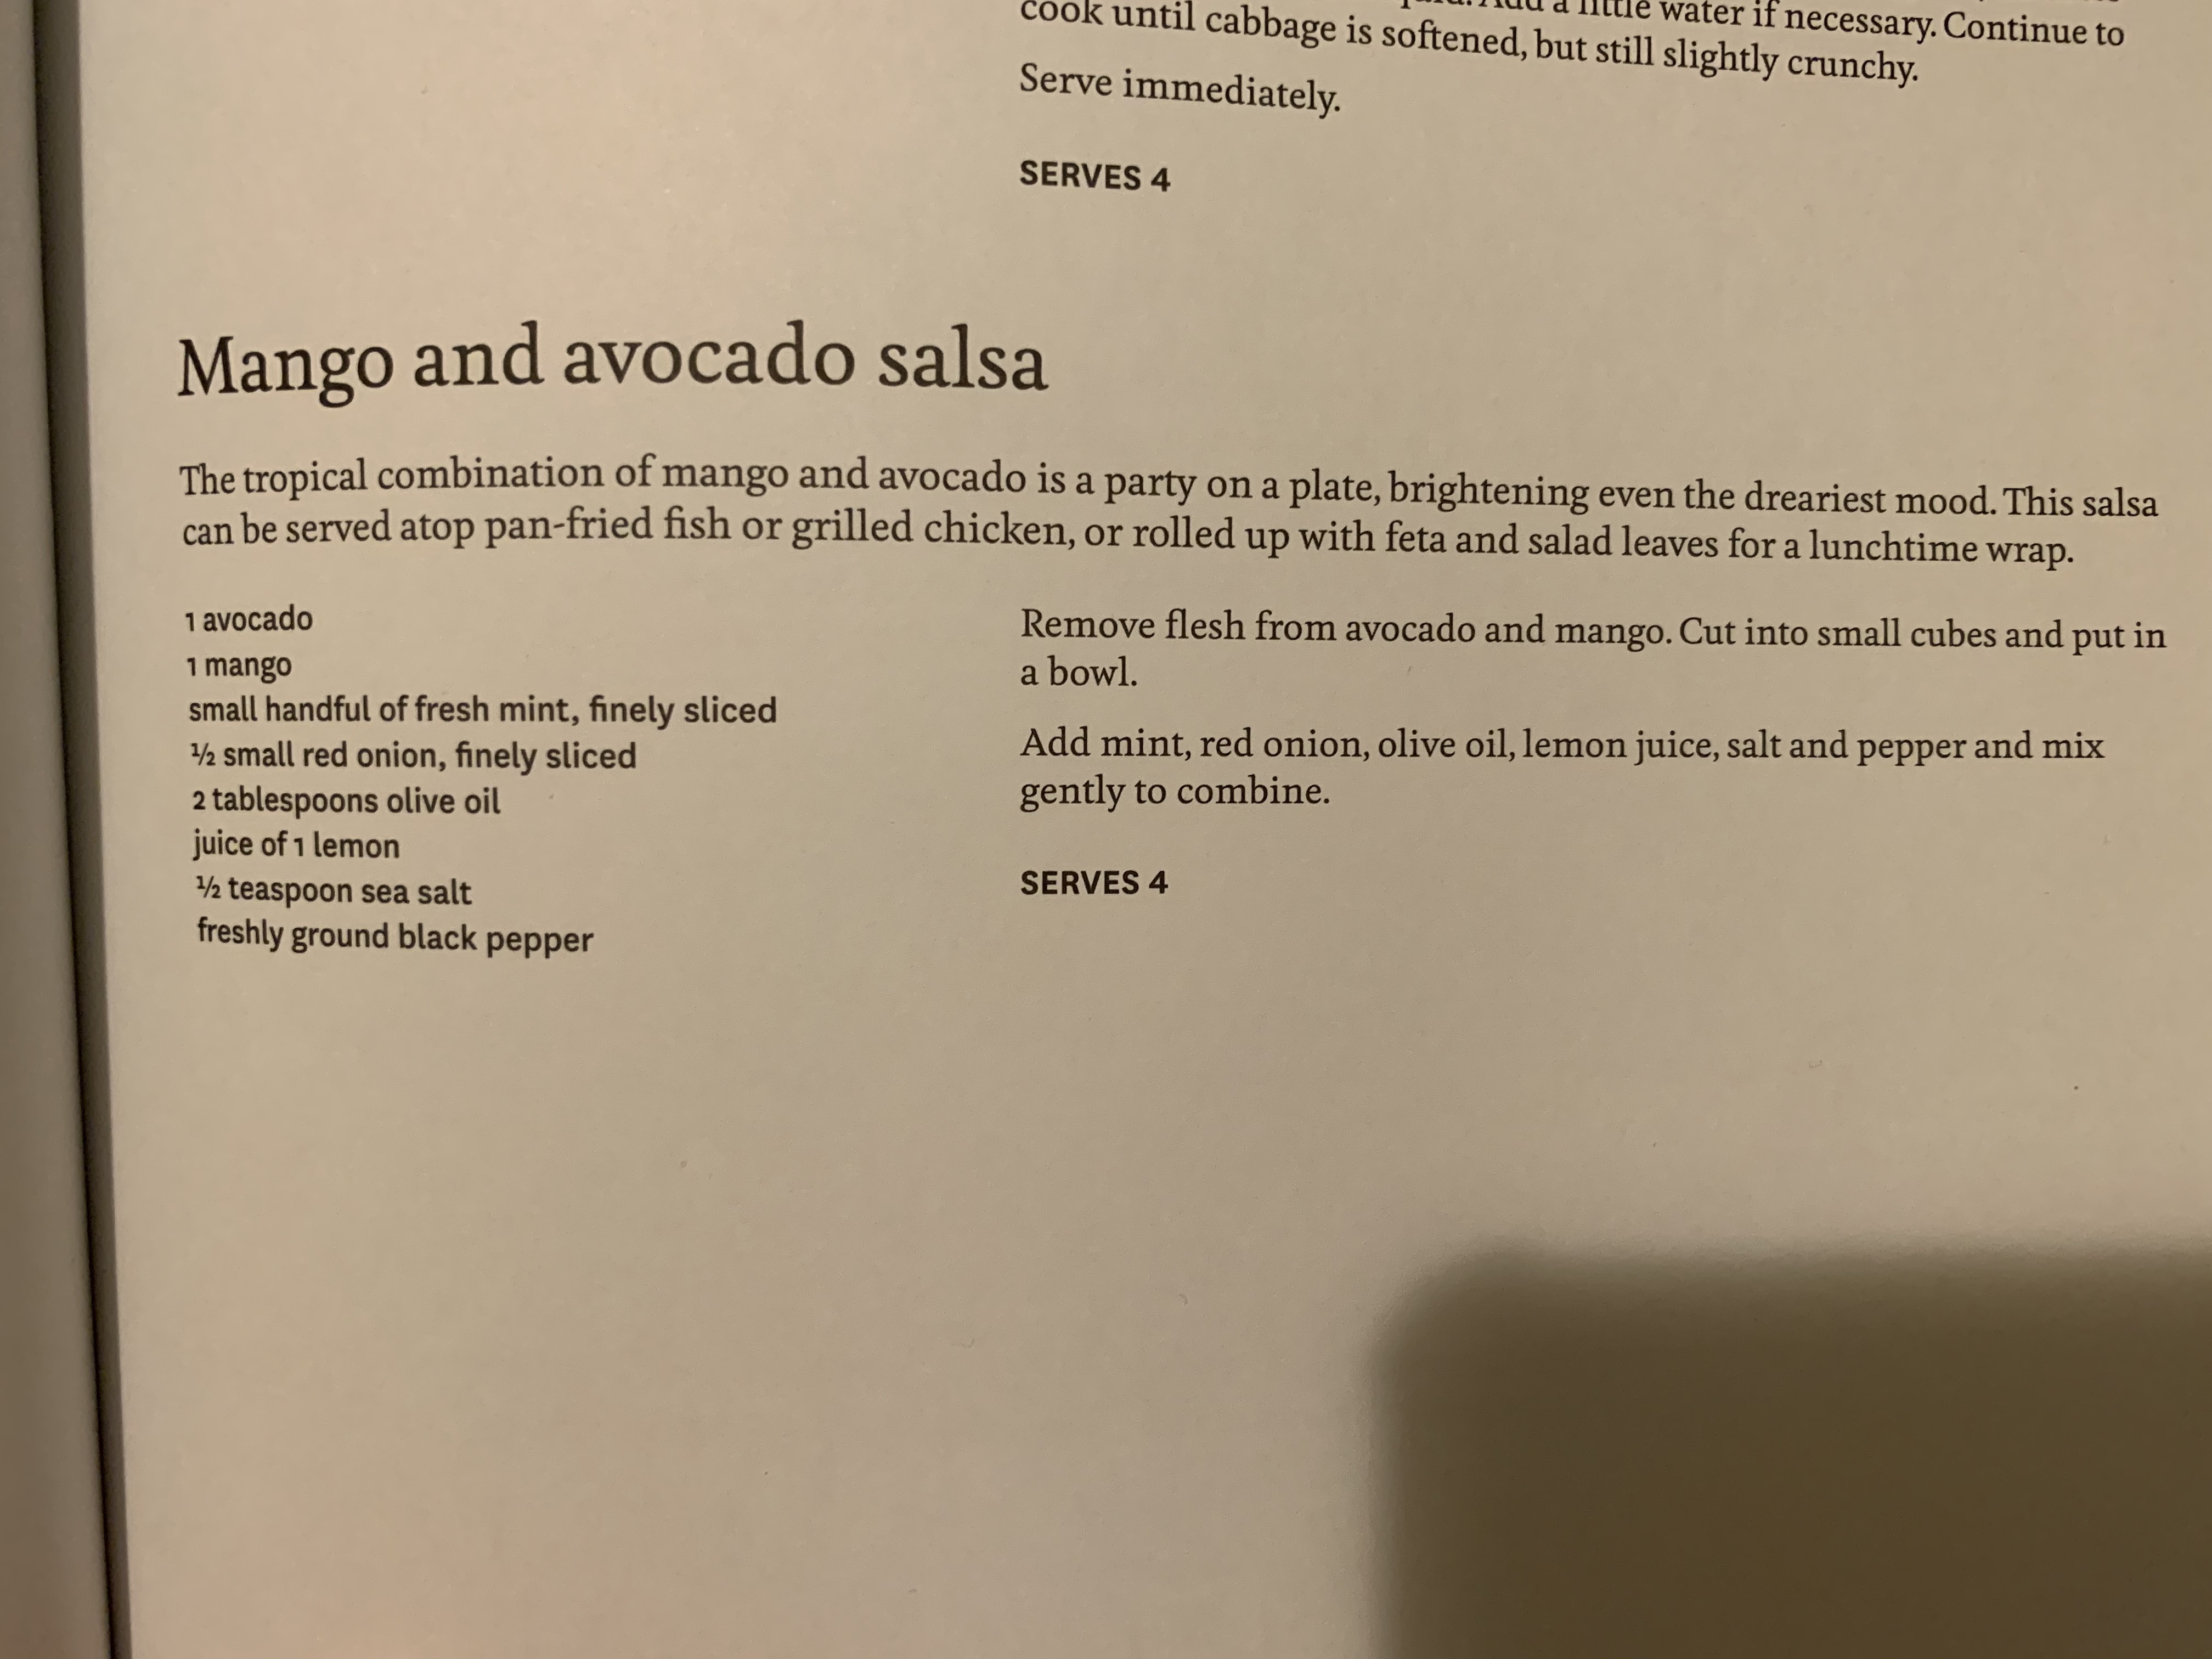 Add a little water if necessary. Continue to
cook until cabbage is softened, but still slightly crunchy.
Serve immediately.
SERVES 4
Mango and avocado salsa
The tropical combination of mango and avocado is a party on a plate, brightening even the dreariest mood. This salsa
can be served atop pan-fried fish or grilled chicken, or rolled up with feta and salad leaves for a lunchtime wrap.
1 avocado
1 mango
small handful of fresh mint, finely sliced
½ small red onion, finely sliced
2 tablespoons olive oil
juice of 1 lemon
½ teaspoon sea salt
freshly ground black pepper
Remove flesh from avocado and mango. Cut into small cubes and put in
a bowl.
Add mint, red onion, olive oil, lemon juice, salt and pepper and mix
gently to combine.
SERVES 4